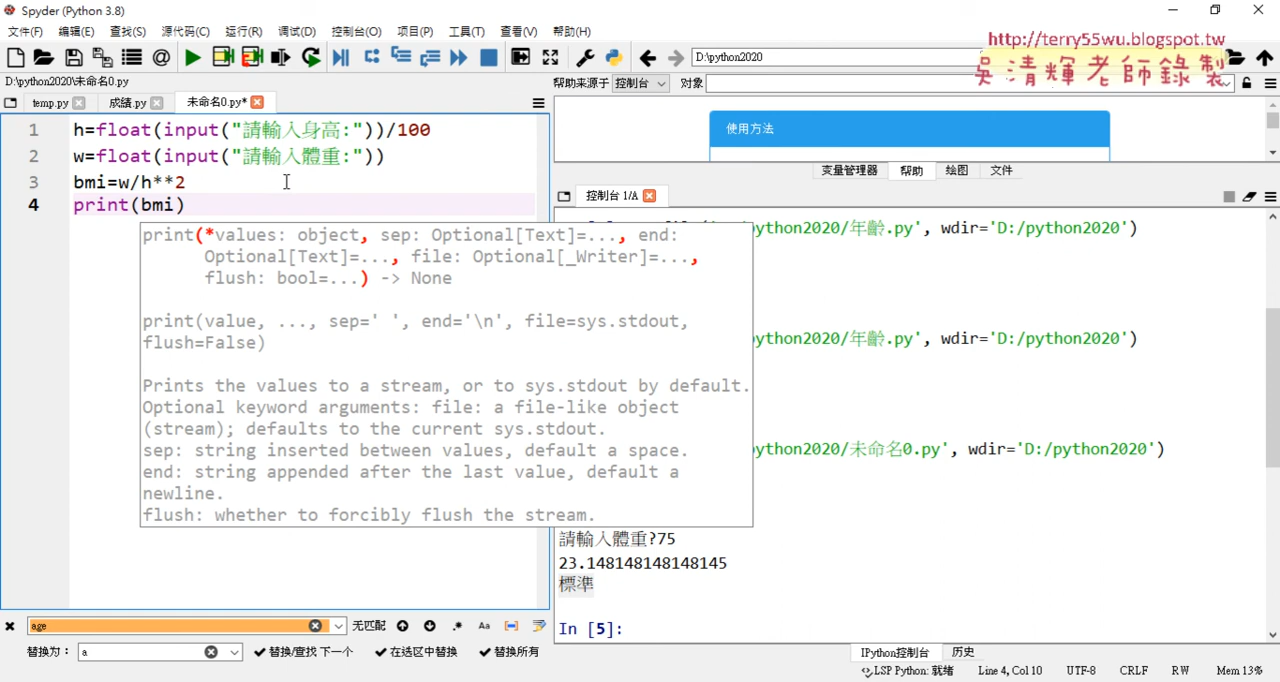 Spyder (Python 3.8)
文件(F) 编辑(E) 查找(S) 源代码(C) 运行(R) 调试(D) 控制台(O) 项目(P) 工具(T) 查看(V) 帮助(H)
D:\python2020
http://terry55wu.blogspot.tw
吳清輝老師錄製
D:\python2020\未命名0.py
帮助来源于 控制台 对象
temp.py 成绩.py 未命名0.py*
1 h=float(input("請輸入身高:"))/100
2 w=float(input("請輸入體重:"))
3 bmi=w/h**2
4 print(bmi)
print(*values: object, sep: Optional[Text]=..., end:
Optional[Text]=..., file: Optional[_Writer]=...,
flush: bool=...) -> None
print(value, ..., sep=' ', end='\n', file=sys.stdout,
flush=False)
Prints the values to a stream, or to sys.stdout by default.
Optional keyword arguments: file: a file-like object
(stream); defaults to the current sys.stdout.
sep: string inserted between values, default a space.
end: string appended after the last value, default a
newline.
flush: whether to forcibly flush the stream.
使用方法
变量管理器 帮助 绘图 文件
控制台 1/A
python2020/年齡.py', wdir='D:/python2020')
ython2020/年齡.py', wdir='D:/python2020')
ython2020/未命名0.py', wdir='D:/python2020')
請輸入體重?75
23.148148148148145
標準
In [5]:
age 无匹配 .* Aa
替换为: a 替换/查找 下一个 在选区中替换 替换所有
IPython控制台 历史
LSP Python: 就绪 Line 4, Col 10 UTF-8 CRLF RW Mem 13%